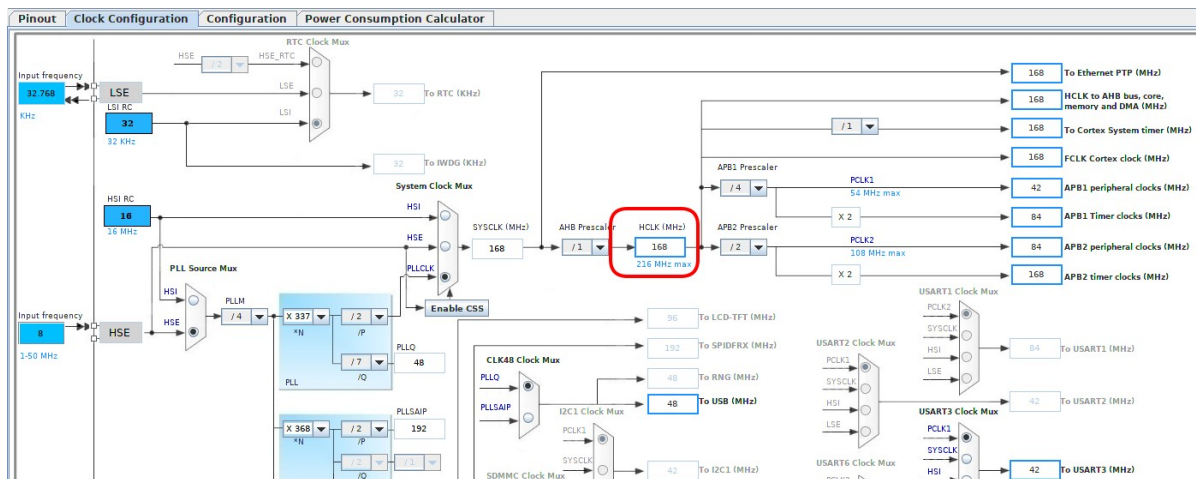 Pinout Clock Configuration Configuration Power Consumption Calculator
RTC Clock Mux
HSE
/ 2
HSE_RTC
Input frequency
32.768
KHz
LSE
LSE
LSI RC
32
32 KHz
LSI
32
To RTC (KHz)
32
To IWDG (KHz)
168
To Ethernet PTP (MHz)
168
HCLK to AHB bus, core,
memory and DMA (MHz)
/ 1
168
To Cortex System timer (MHz)
168
FCLK Cortex clock (MHz)
APB1 Prescaler
/ 4
PCLK1
54 MHz max
42
APB1 peripheral clocks (MHz)
X 2
84
APB1 Timer clocks (MHz)
System Clock Mux
HSI RC
16
16 MHz
HSI
HSE
PLLCLK
SYSCLK (MHz)
168
AHB Prescaler
/ 1
HCLK (MHz)
168
216 MHz max
APB2 Prescaler
/ 2
PCLK2
108 MHz max
84
APB2 peripheral clocks (MHz)
X 2
168
APB2 timer clocks (MHz)
Enable CSS
PLL Source Mux
HSI
HSE
PLLM
/ 4
Input frequency
8
1-50 MHz
HSE
X 337
*N
/ 2
/P
/ 7
/Q
PLL
PLLQ
48
X 368
*N
/ 2
/P
/ 2
/Q
/ 1
PLLSAIP
192
96
To LCD-TFT (MHz)
192
To SPIDFRX (MHz)
CLK48 Clock Mux
PLLQ
PLLSAIP
48
To RNG (MHz)
48
To USB (MHz)
I2C1 Clock Mux
PCLK1
SYSCLK
42
To I2C1 (MHz)
SDMMC Clock Mux
USART1 Clock Mux
PCLK2
SYSCLK
HSI
LSE
84
To USART1 (MHz)
USART2 Clock Mux
PCLK1
SYSCLK
HSI
LSE
42
To USART2 (MHz)
USART3 Clock Mux
PCLK1
SYSCLK
HSI
42
To USART3 (MHz)
USART6 Clock Mux